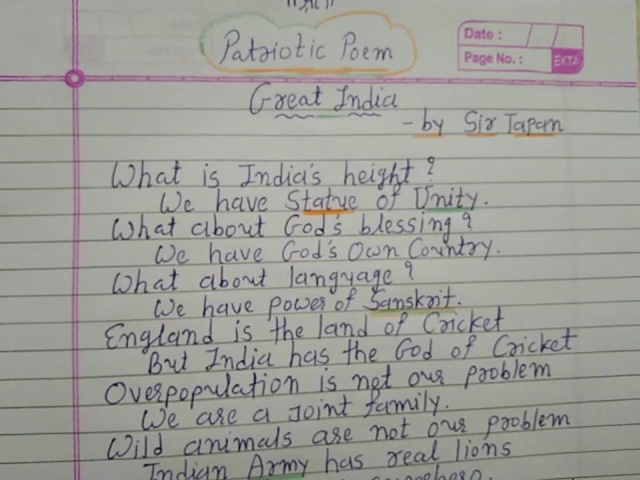 ॥श्री॥
Patriotic Poem
Date :
Page No. :
EKTA
Great India
- by Sir Tapan
What is India's height?
We have Statue of Unity.
What about God's blessing?
We have God's Own Country.
What about language?
We have power of Sanskrit.
England is the land of Cricket
But India has the God of Cricket
Overpopulation is not our problem
We are a Joint family.
Wild animals are not our problem
Indian Army has real lions